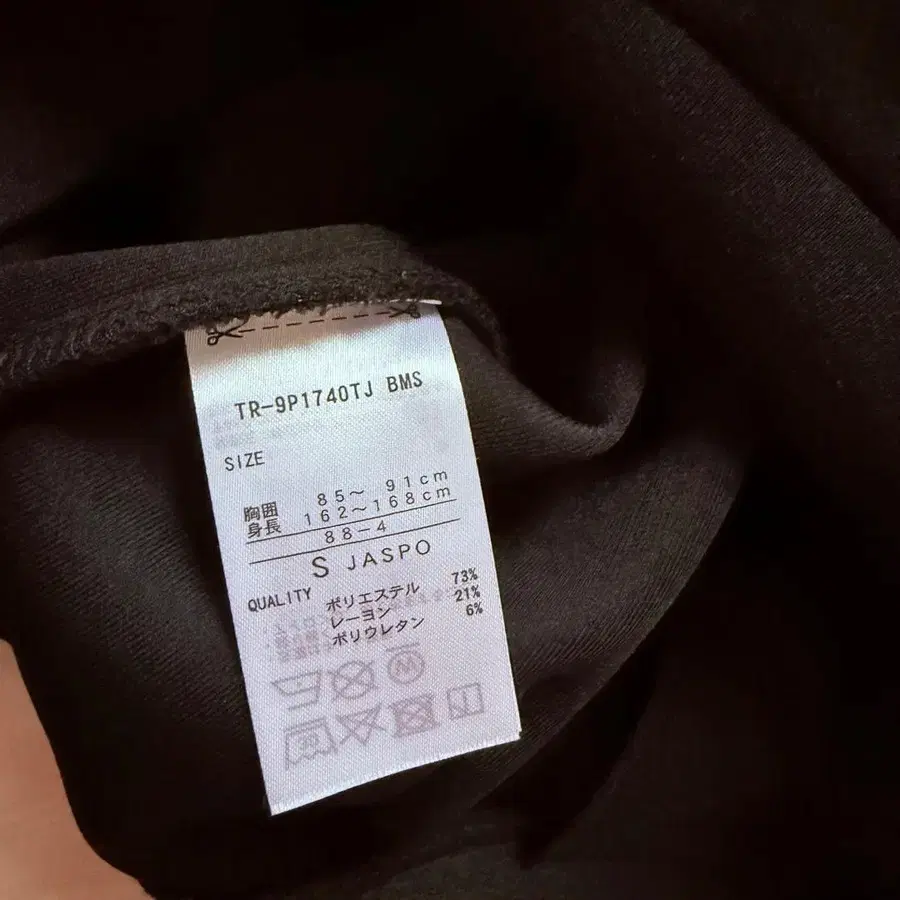 TR-9P1740TJ BMS
SIZE
胸囲 85～ 91cm
身長 162～168cm
88-4
S JASPO
QUALITY ポリエステル 73%
レーヨン 21%
ポリウレタン 6%
W